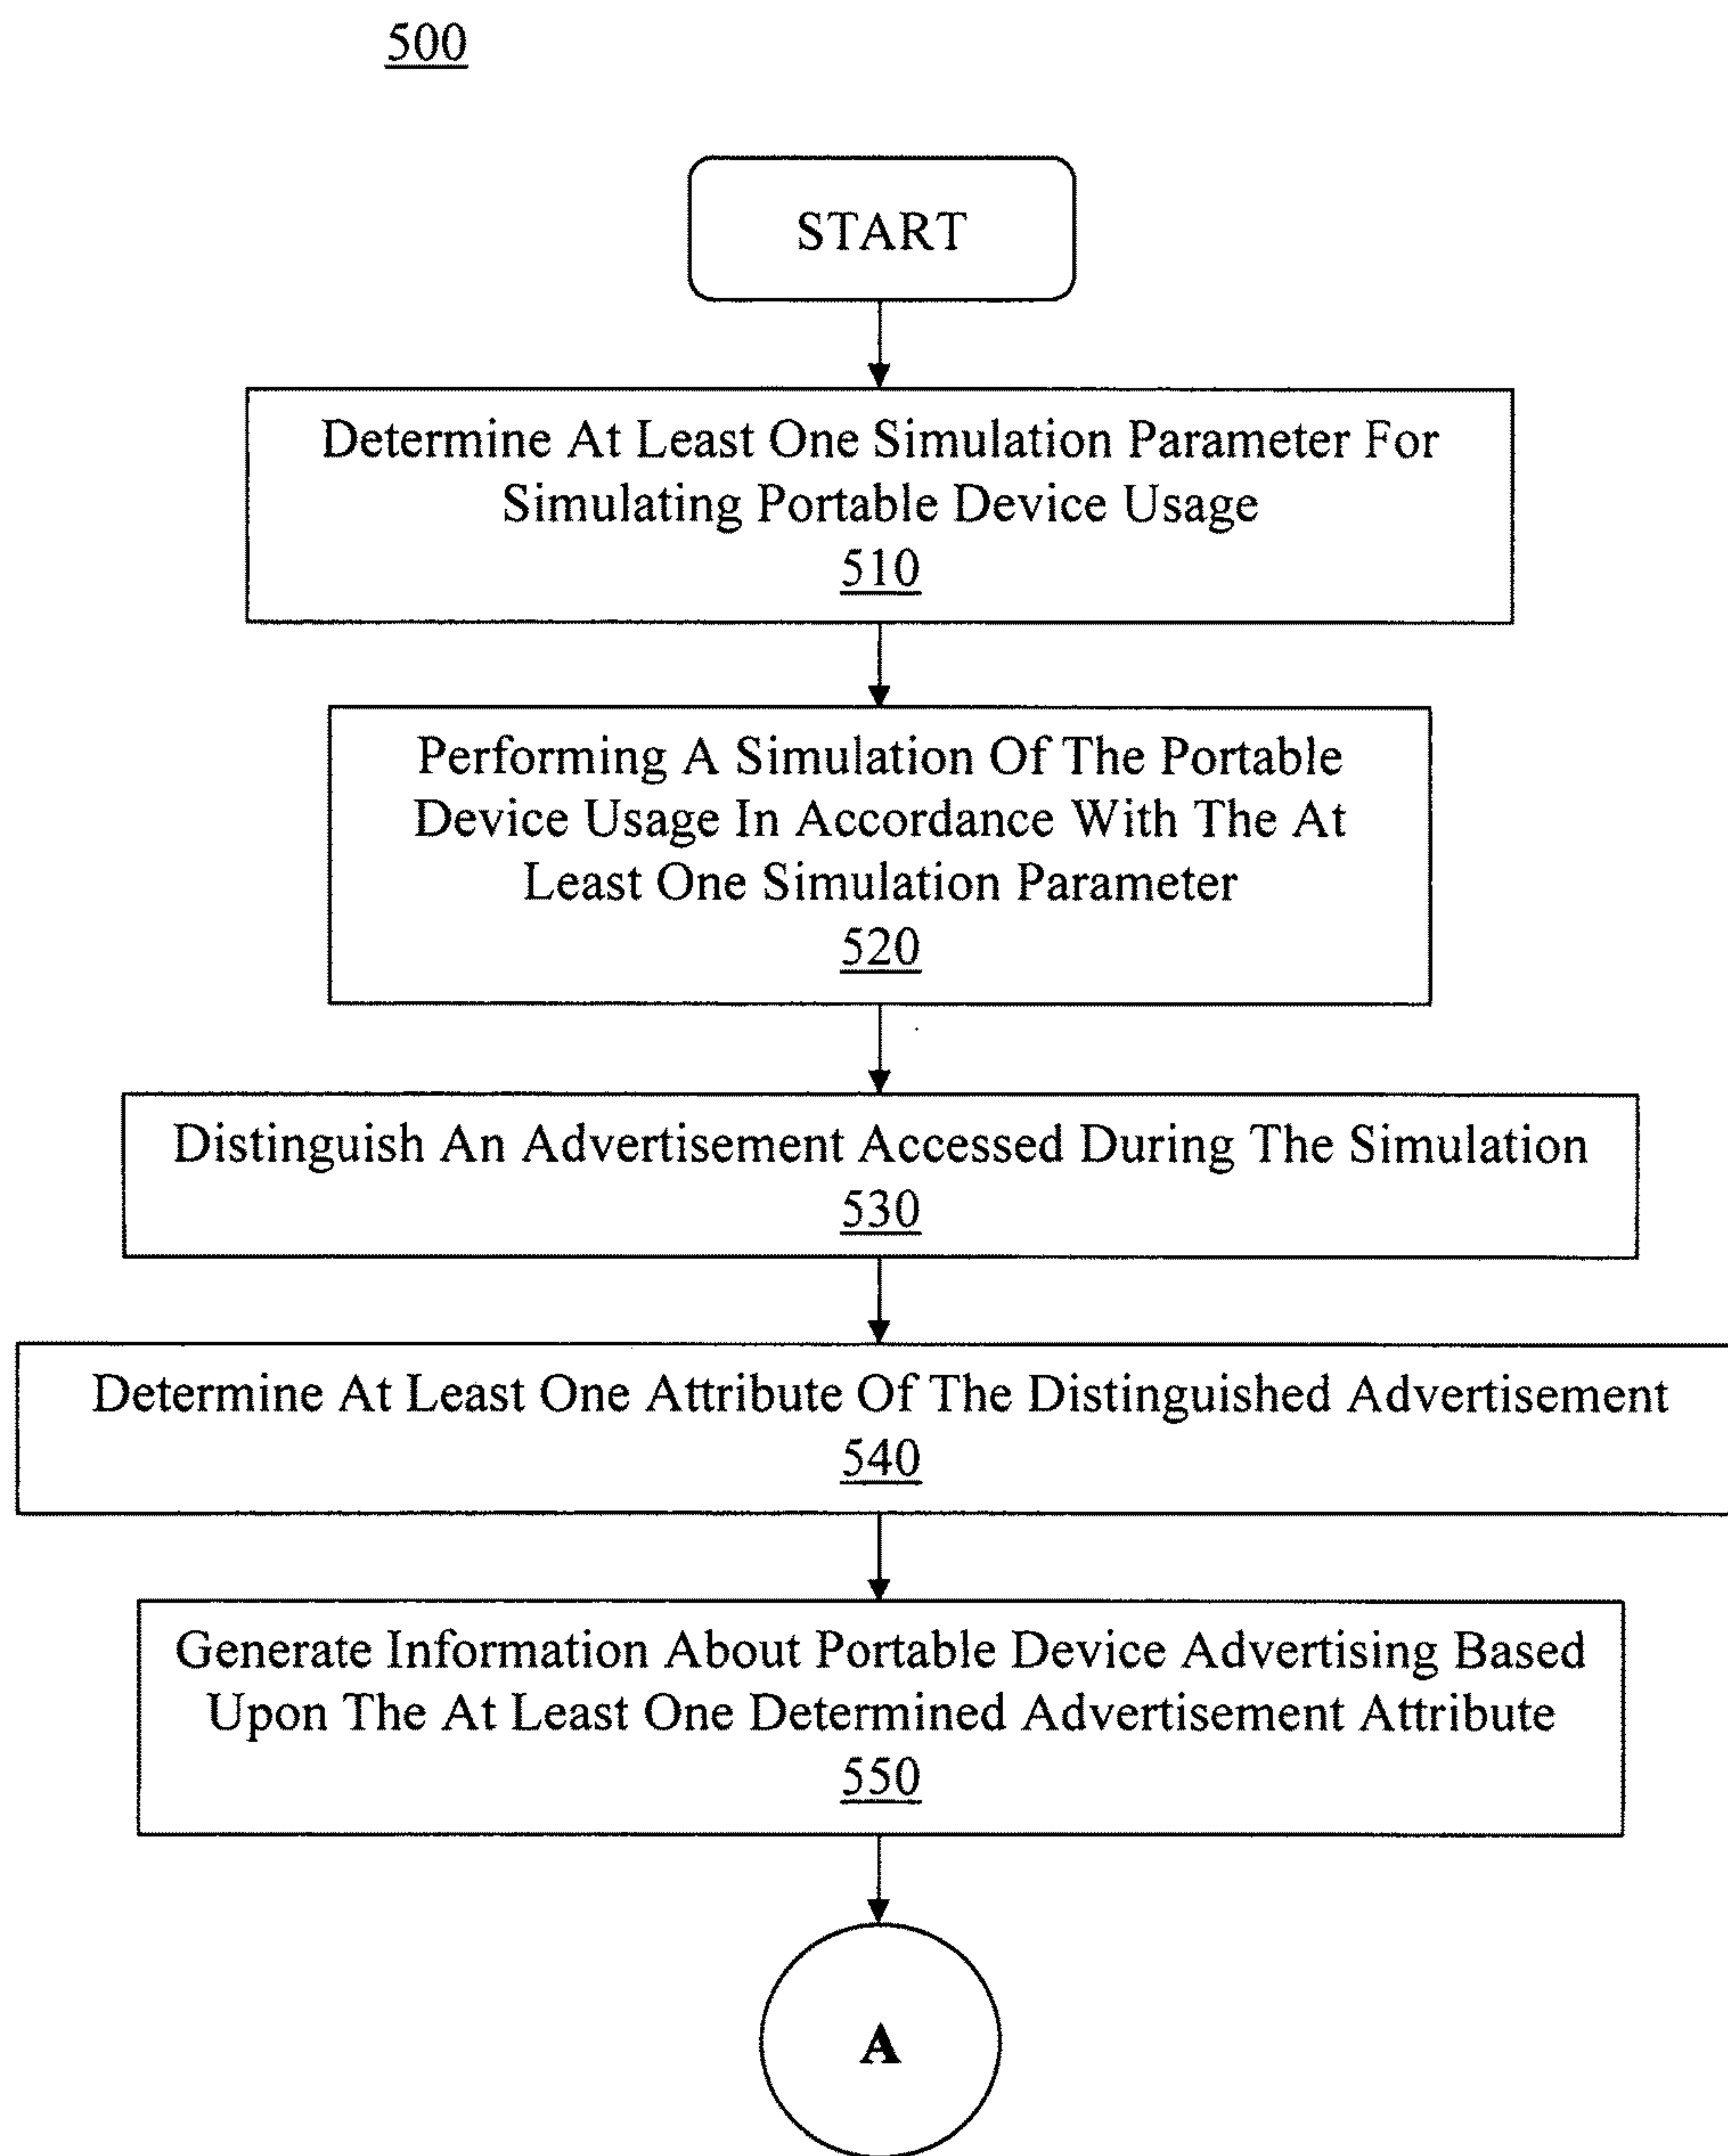 500
START
Determine At Least One Simulation Parameter For
Simulating Portable Device Usage
510
Performing A Simulation Of The Portable
Device Usage In Accordance With The At
Least One Simulation Parameter
520
Distinguish An Advertisement Accessed During The Simulation
530
Determine At Least One Attribute Of The Distinguished Advertisement
540
Generate Information About Portable Device Advertising Based
Upon The At Least One Determined Advertisement Attribute
550
A